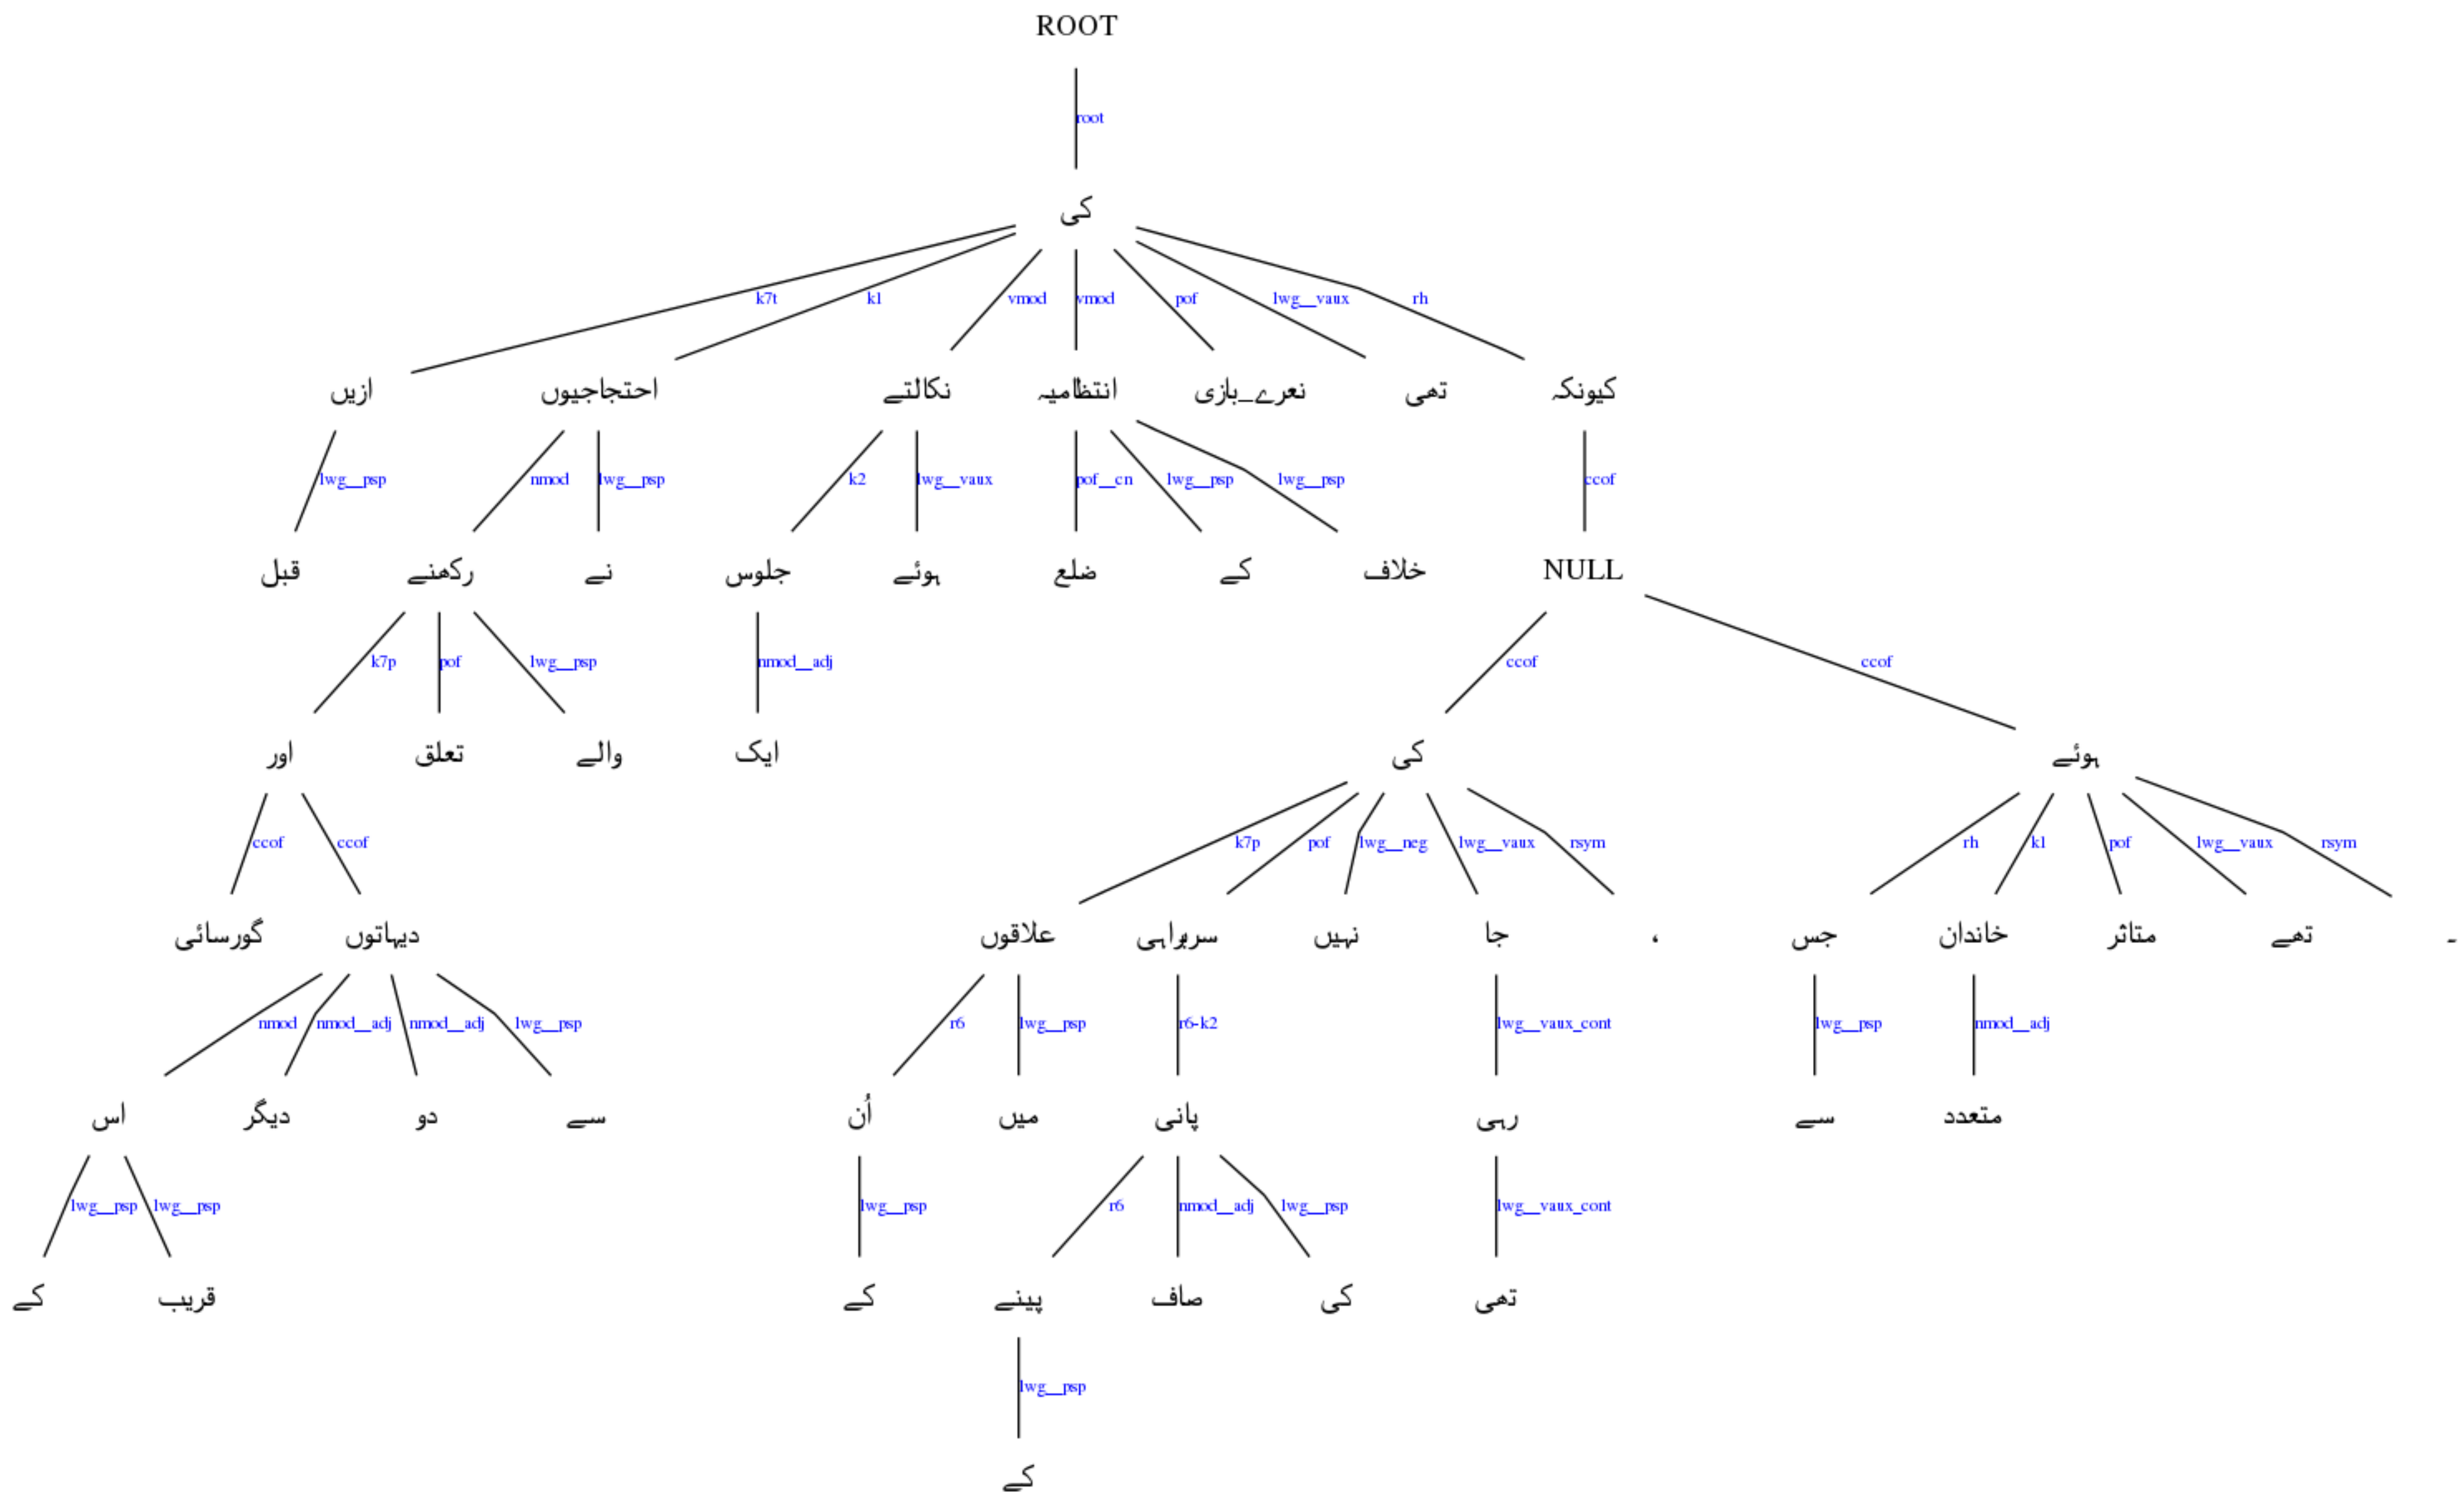 ROOT
root
کی
k7t k1 vmod vmod pof lwg__vaux rh
ازیں احتجاجیوں نکالتے انتظامیہ نعرے_بازی تھی کیونکہ
lwg__psp nmod lwg__psp k2 lwg__vaux pof__cn lwg__psp lwg__psp ccof
قبل رکھنے نے جلوس ہوئے ضلع کے خلاف NULL
k7p pof lwg__psp nmod__adj ccof ccof
اور تعلق والے ایک کی ہوئے
ccof ccof k7p pof lwg__neg lwg__vaux rsym rh k1 pof lwg__vaux rsym
گورسائی دیہاتوں علاقوں سربراہی نہیں جا ، جس خاندان متاثر تھے ۔
nmod nmod__adj nmod__adj lwg__psp r6 lwg__psp r6-k2 lwg__vaux_cont lwg__psp nmod__adj
اس دیگر دو سے اُن میں پانی رہی سے متعدد
lwg__psp lwg__psp lwg__psp r6 nmod__adj lwg__psp lwg__vaux_cont
کے قریب کے پینے صاف کی تھی
lwg__psp
کے